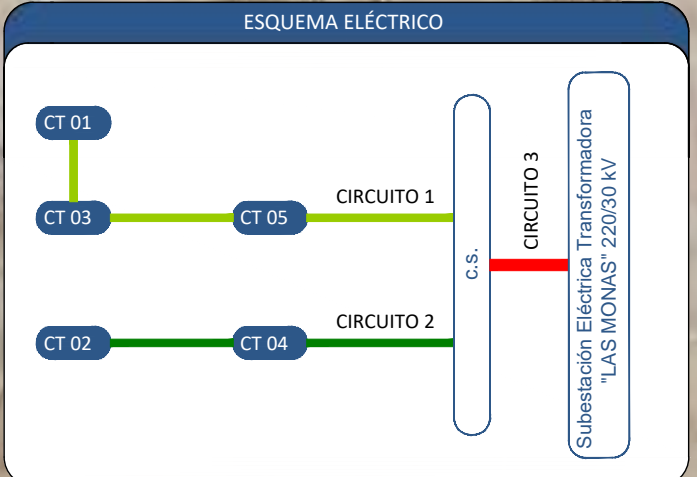 ESQUEMA ELÉCTRICO
CT 01
CT 03
CT 05
CIRCUITO 1
CT 02
CT 04
CIRCUITO 2
c.s.
CIRCUITO 3
Subestación Eléctrica Transformadora
"LAS MONAS" 220/30 kV